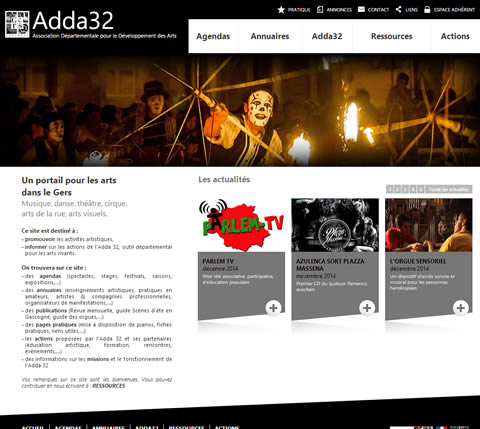 Adda32
Association Départementale pour le Développement des Arts
PRATIQUE ANNONCES CONTACT LIENS ESPACE ADHÉRENT
Agendas Annuaires Adda32 Ressources Actions
Un portail pour les arts
dans le Gers
Musique, danse, théâtre, cirque,
arts de la rue, arts visuels.
Ce site est destiné à :
- promouvoir les activités artistiques,
- informer sur les actions de l'Adda 32, outil départemental
pour les arts vivants.
On trouvera sur ce site :
- des agendas (spectacles, stages, festivals, saisons,
expositions,...)
- des annuaires (enseignements artistiques, pratiques en
amateurs, artistes & compagnies professionnelles,
organisateurs de manifestations,...)
- des publications (Revue mensuelle, guide Scènes d'été en
Gascogne, guide des orgues,...)
- des pages pratiques (mise à disposition de pianos, fiches
pratiques, liens utiles,...)
- les actions proposées par l'Adda 32 et ses partenaires
(éducation artistique, formation, rencontres,
évènements,...)
- des informations sur les missions et le fonctionnement de
l'Adda 32
Vos remarques sur ce site sont les bienvenues. Vous pouvez
contribuer en nous écrivant à : RESSOURCES
Les actualités
1 2 3 4 5 Toute les actualités
PARLEM-TV
PARLEM TV
décembre 2014
Web télé associative, participative,
d'éducation populaire
AZULENCA SORT PLAZZA
MASSENA
novembre 2014
Premier CD du quatuor flamenco
auscitain
L'ORGUE SENSORIEL
décembre 2014
Un dispositif d'accès sonore et
musical pour les personnes
handicapées
ACCUEIL AGENDAS ANNUAIRES ADDA32 RESSOURCES ACTIONS